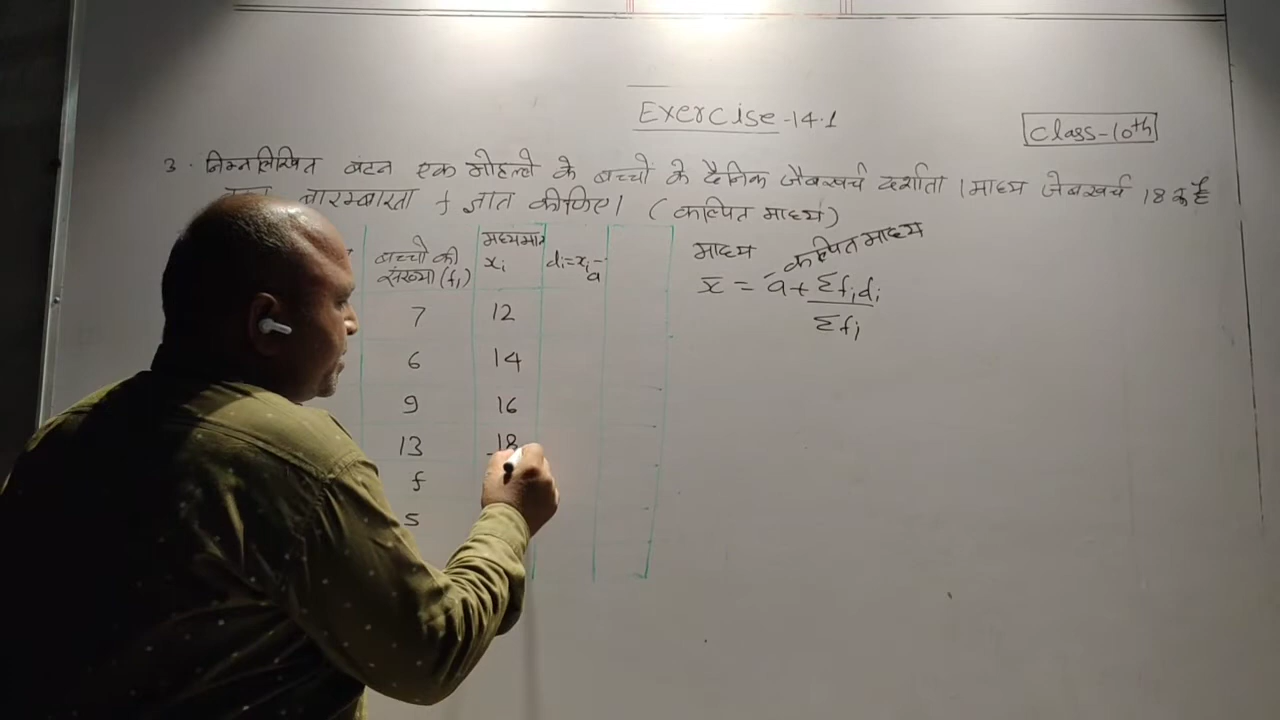 Exercise-14.1
Class-10th
3. निम्नलिखित बंटन एक मोहल्ले के बच्चों के दैनिक जैबखर्च दर्शाता । माध्य जेबखर्च 18 रू है
बारम्बारता f ज्ञात कीजिए। (कल्पित माध्य)
बच्चो की संख्या (fi) मध्यमान xi di=xi-a
7 12
6 14
9 16
13 18
f
5
माध्य कल्पित माध्य
x̄ = a + Σfidi
Σfi